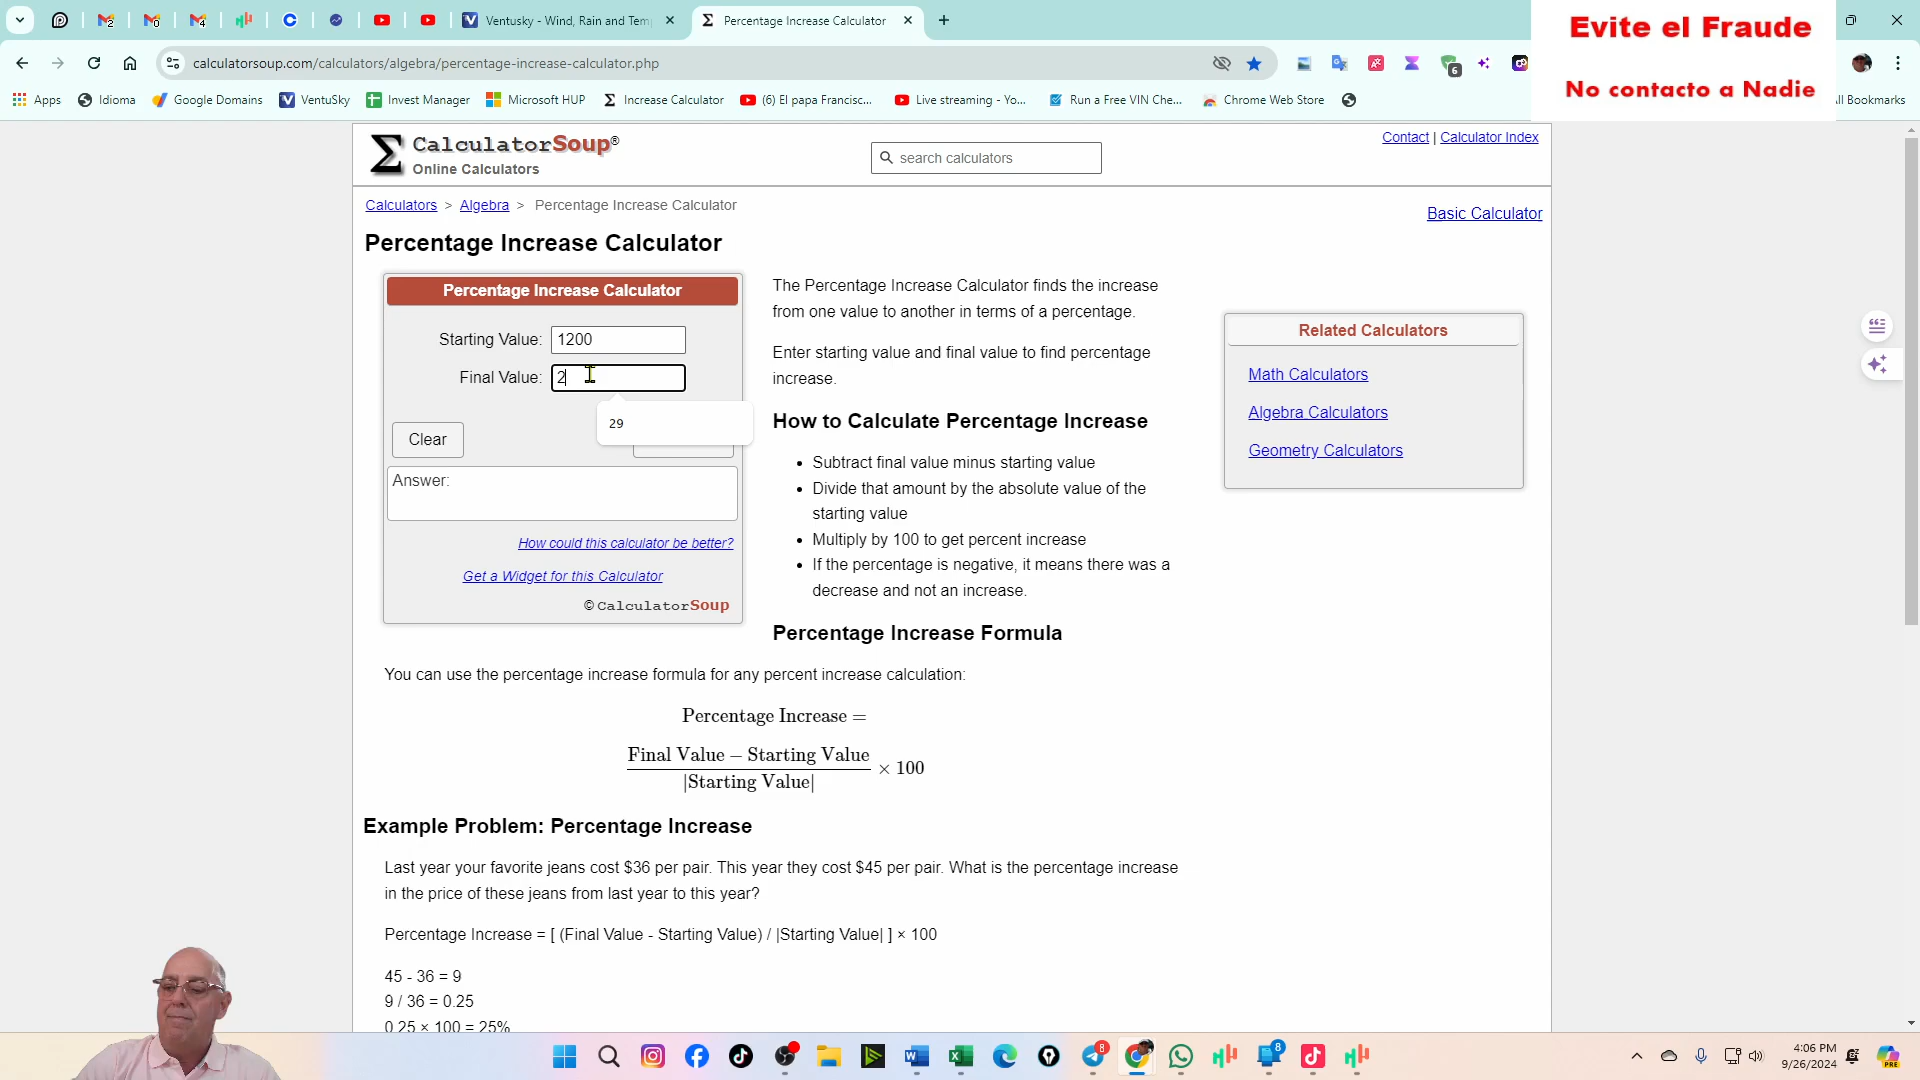 Ventusky - Wind, Rain and Tem
Percentage Increase Calculator
Evite el Fraude
No contacto a Nadie
calculatorsoup.com/calculators/algebra/percentage-increase-calculator.php
6
Apps
Idioma
Google Domains
VentuSky
Invest Manager
Microsoft HUP
Increase Calculator
(6) El papa Francisc...
Live streaming - Yo...
Run a Free VIN Che...
Chrome Web Store
ll Bookmarks
CalculatorSoup®
Online Calculators
search calculators
Contact | Calculator Index
Calculators > Algebra > Percentage Increase Calculator
Basic Calculator
Percentage Increase Calculator
Percentage Increase Calculator
Starting Value: 1200
Final Value: 2
29
Clear
Answer:
How could this calculator be better?
Get a Widget for this Calculator
©CalculatorSoup
The Percentage Increase Calculator finds the increase
from one value to another in terms of a percentage.
Enter starting value and final value to find percentage
increase.
How to Calculate Percentage Increase
• Subtract final value minus starting value
• Divide that amount by the absolute value of the
starting value
• Multiply by 100 to get percent increase
• If the percentage is negative, it means there was a
decrease and not an increase.
Related Calculators
Math Calculators
Algebra Calculators
Geometry Calculators
Percentage Increase Formula
You can use the percentage increase formula for any percent increase calculation:
Percentage Increase =
Final Value − Starting Value
|Starting Value|
× 100
Example Problem: Percentage Increase
Last year your favorite jeans cost $36 per pair. This year they cost $45 per pair. What is the percentage increase
in the price of these jeans from last year to this year?
Percentage Increase = [ (Final Value - Starting Value) / |Starting Value| ] × 100
45 - 36 = 9
9 / 36 = 0.25
0.25 × 100 = 25%
8
8
4:06 PM
9/26/2024
PRE